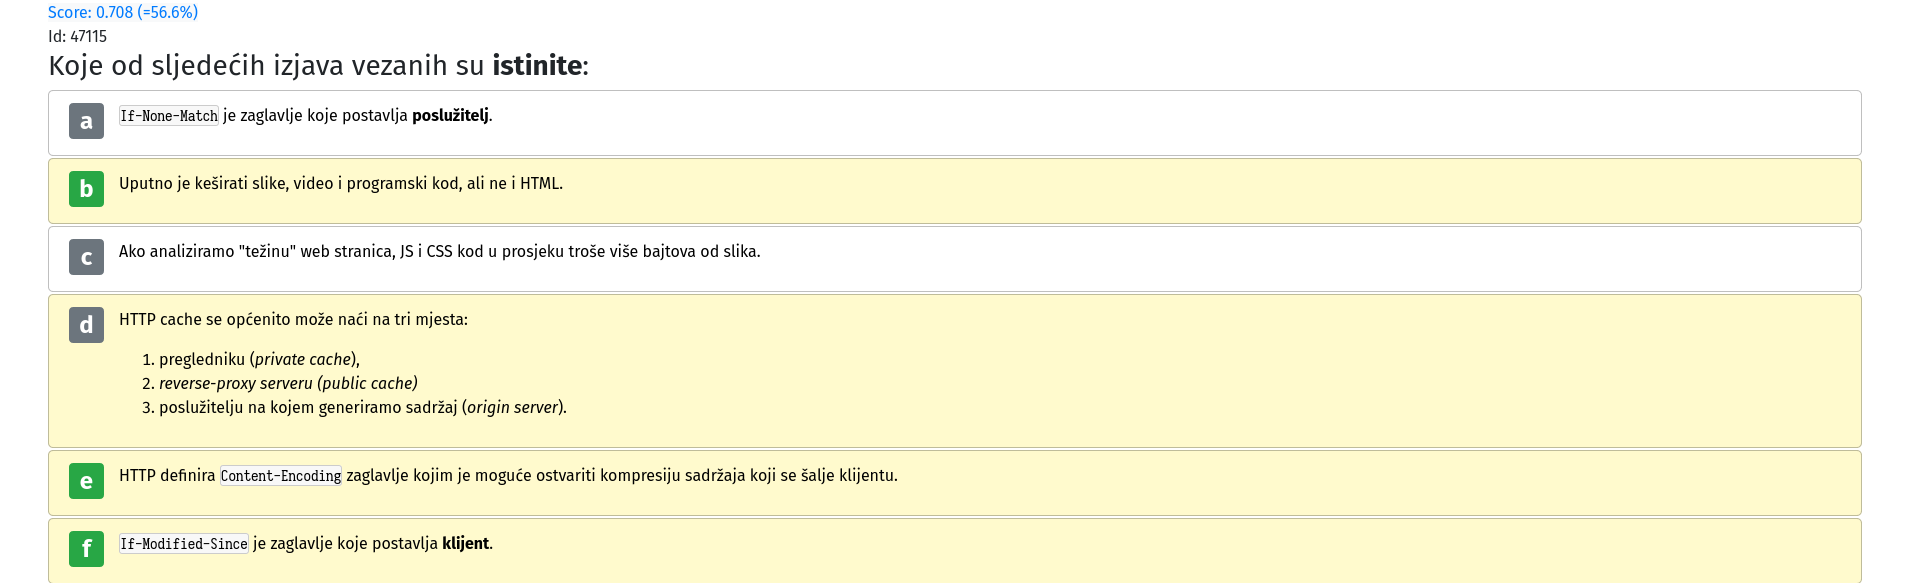 Score: 0.708 (=56.6%)
Id: 47115
Koje od sljedećih izjava vezanih su istinite:
a If-None-Match je zaglavlje koje postavlja poslužitelj.
b Uputno je keširati slike, video i programski kod, ali ne i HTML.
c Ako analiziramo "težinu" web stranica, JS i CSS kod u prosjeku troše više bajtova od slika.
d HTTP cache se općenito može naći na tri mjesta:
1. pregledniku (private cache),
2. reverse-proxy serveru (public cache)
3. poslužitelju na kojem generiramo sadržaj (origin server).
e HTTP definira Content-Encoding zaglavlje kojim je moguće ostvariti kompresiju sadržaja koji se šalje klijentu.
f If-Modified-Since je zaglavlje koje postavlja klijent.